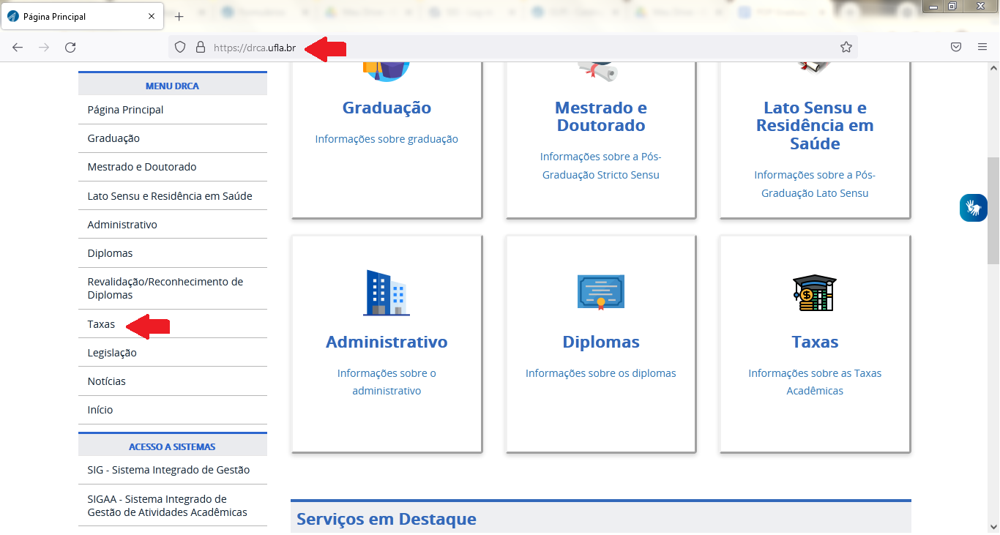 Página Principal
https://drca.ufla.br
MENU DRCA
Página Principal
Graduação
Mestrado e Doutorado
Lato Sensu e Residência em Saúde
Administrativo
Diplomas
Revalidação/Reconhecimento de
Diplomas
Taxas
Legislação
Notícias
Início
ACESSO A SISTEMAS
SIG - Sistema Integrado de Gestão
SIGAA - Sistema Integrado de
Gestão de Atividades Acadêmicas
Graduação
Informações sobre graduação
Mestrado e
Doutorado
Informações sobre a Pós-
Graduação Stricto Sensu
Lato Sensu e
Residência em
Saúde
Informações sobre a Pós-
Graduação Lato Sensu
Administrativo
Informações sobre o
administrativo
Diplomas
Informações sobre os diplomas
Taxas
Informações sobre as Taxas
Acadêmicas
Serviços em Destaque